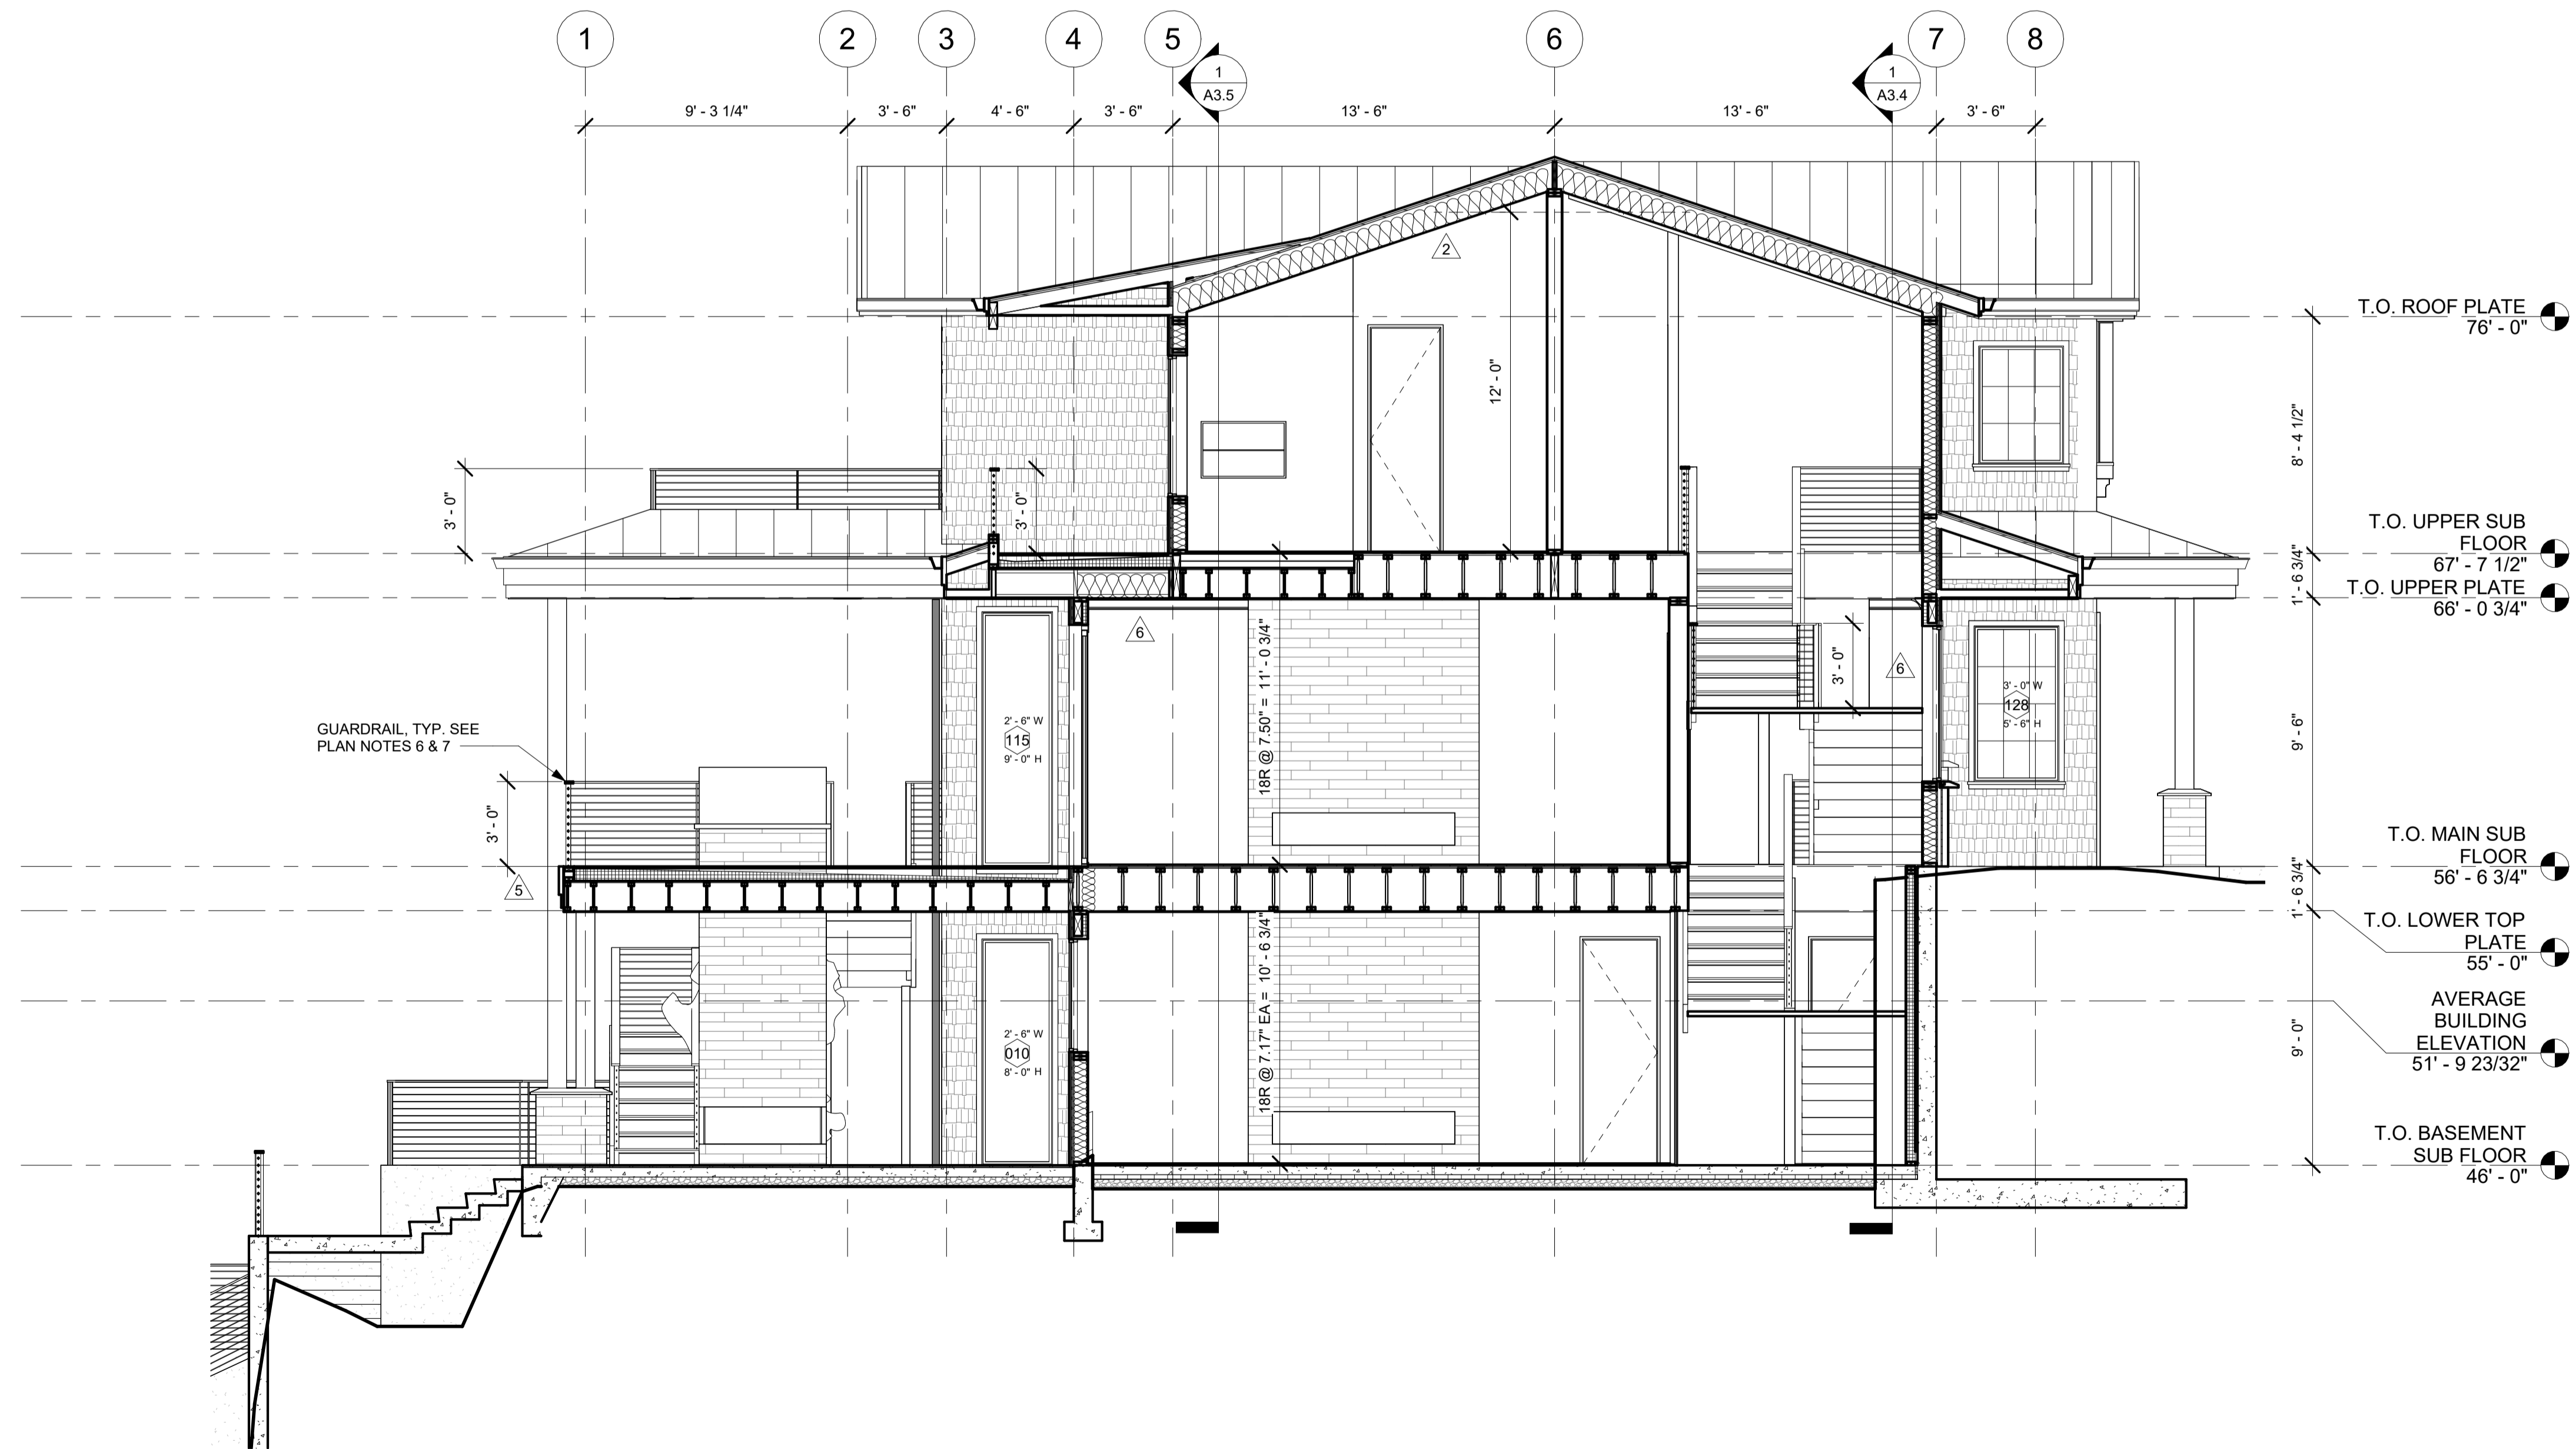 1 2 3 4 5 6 7 8
1
A3.5
1
A3.4
9' - 3 1/4" 3' - 6" 4' - 6" 3' - 6" 13' - 6" 13' - 6" 3' - 6"
2
12' - 0"
T.O. ROOF PLATE
76' - 0"
8' - 4 1/2"
3' - 0"
3' - 0"
T.O. UPPER SUB
FLOOR
67' - 7 1/2"
1' - 6 3/4"
T.O. UPPER PLATE
66' - 0 3/4"
6
18R @ 7.50" = 11' - 0 3/4"
3' - 0"
6
3' - 0" W
128
5' - 6" H
9' - 6"
GUARDRAIL, TYP. SEE
PLAN NOTES 6 & 7
2' - 6" W
115
9' - 0" H
3' - 0"
T.O. MAIN SUB
FLOOR
56' - 6 3/4"
5
1' - 6 3/4"
T.O. LOWER TOP
PLATE
55' - 0"
18R @ 7.17" EA = 10' - 6 3/4"
AVERAGE
BUILDING
ELEVATION
51' - 9 23/32"
2' - 6" W
010
8' - 0" H
9' - 0"
T.O. BASEMENT
SUB FLOOR
46' - 0"